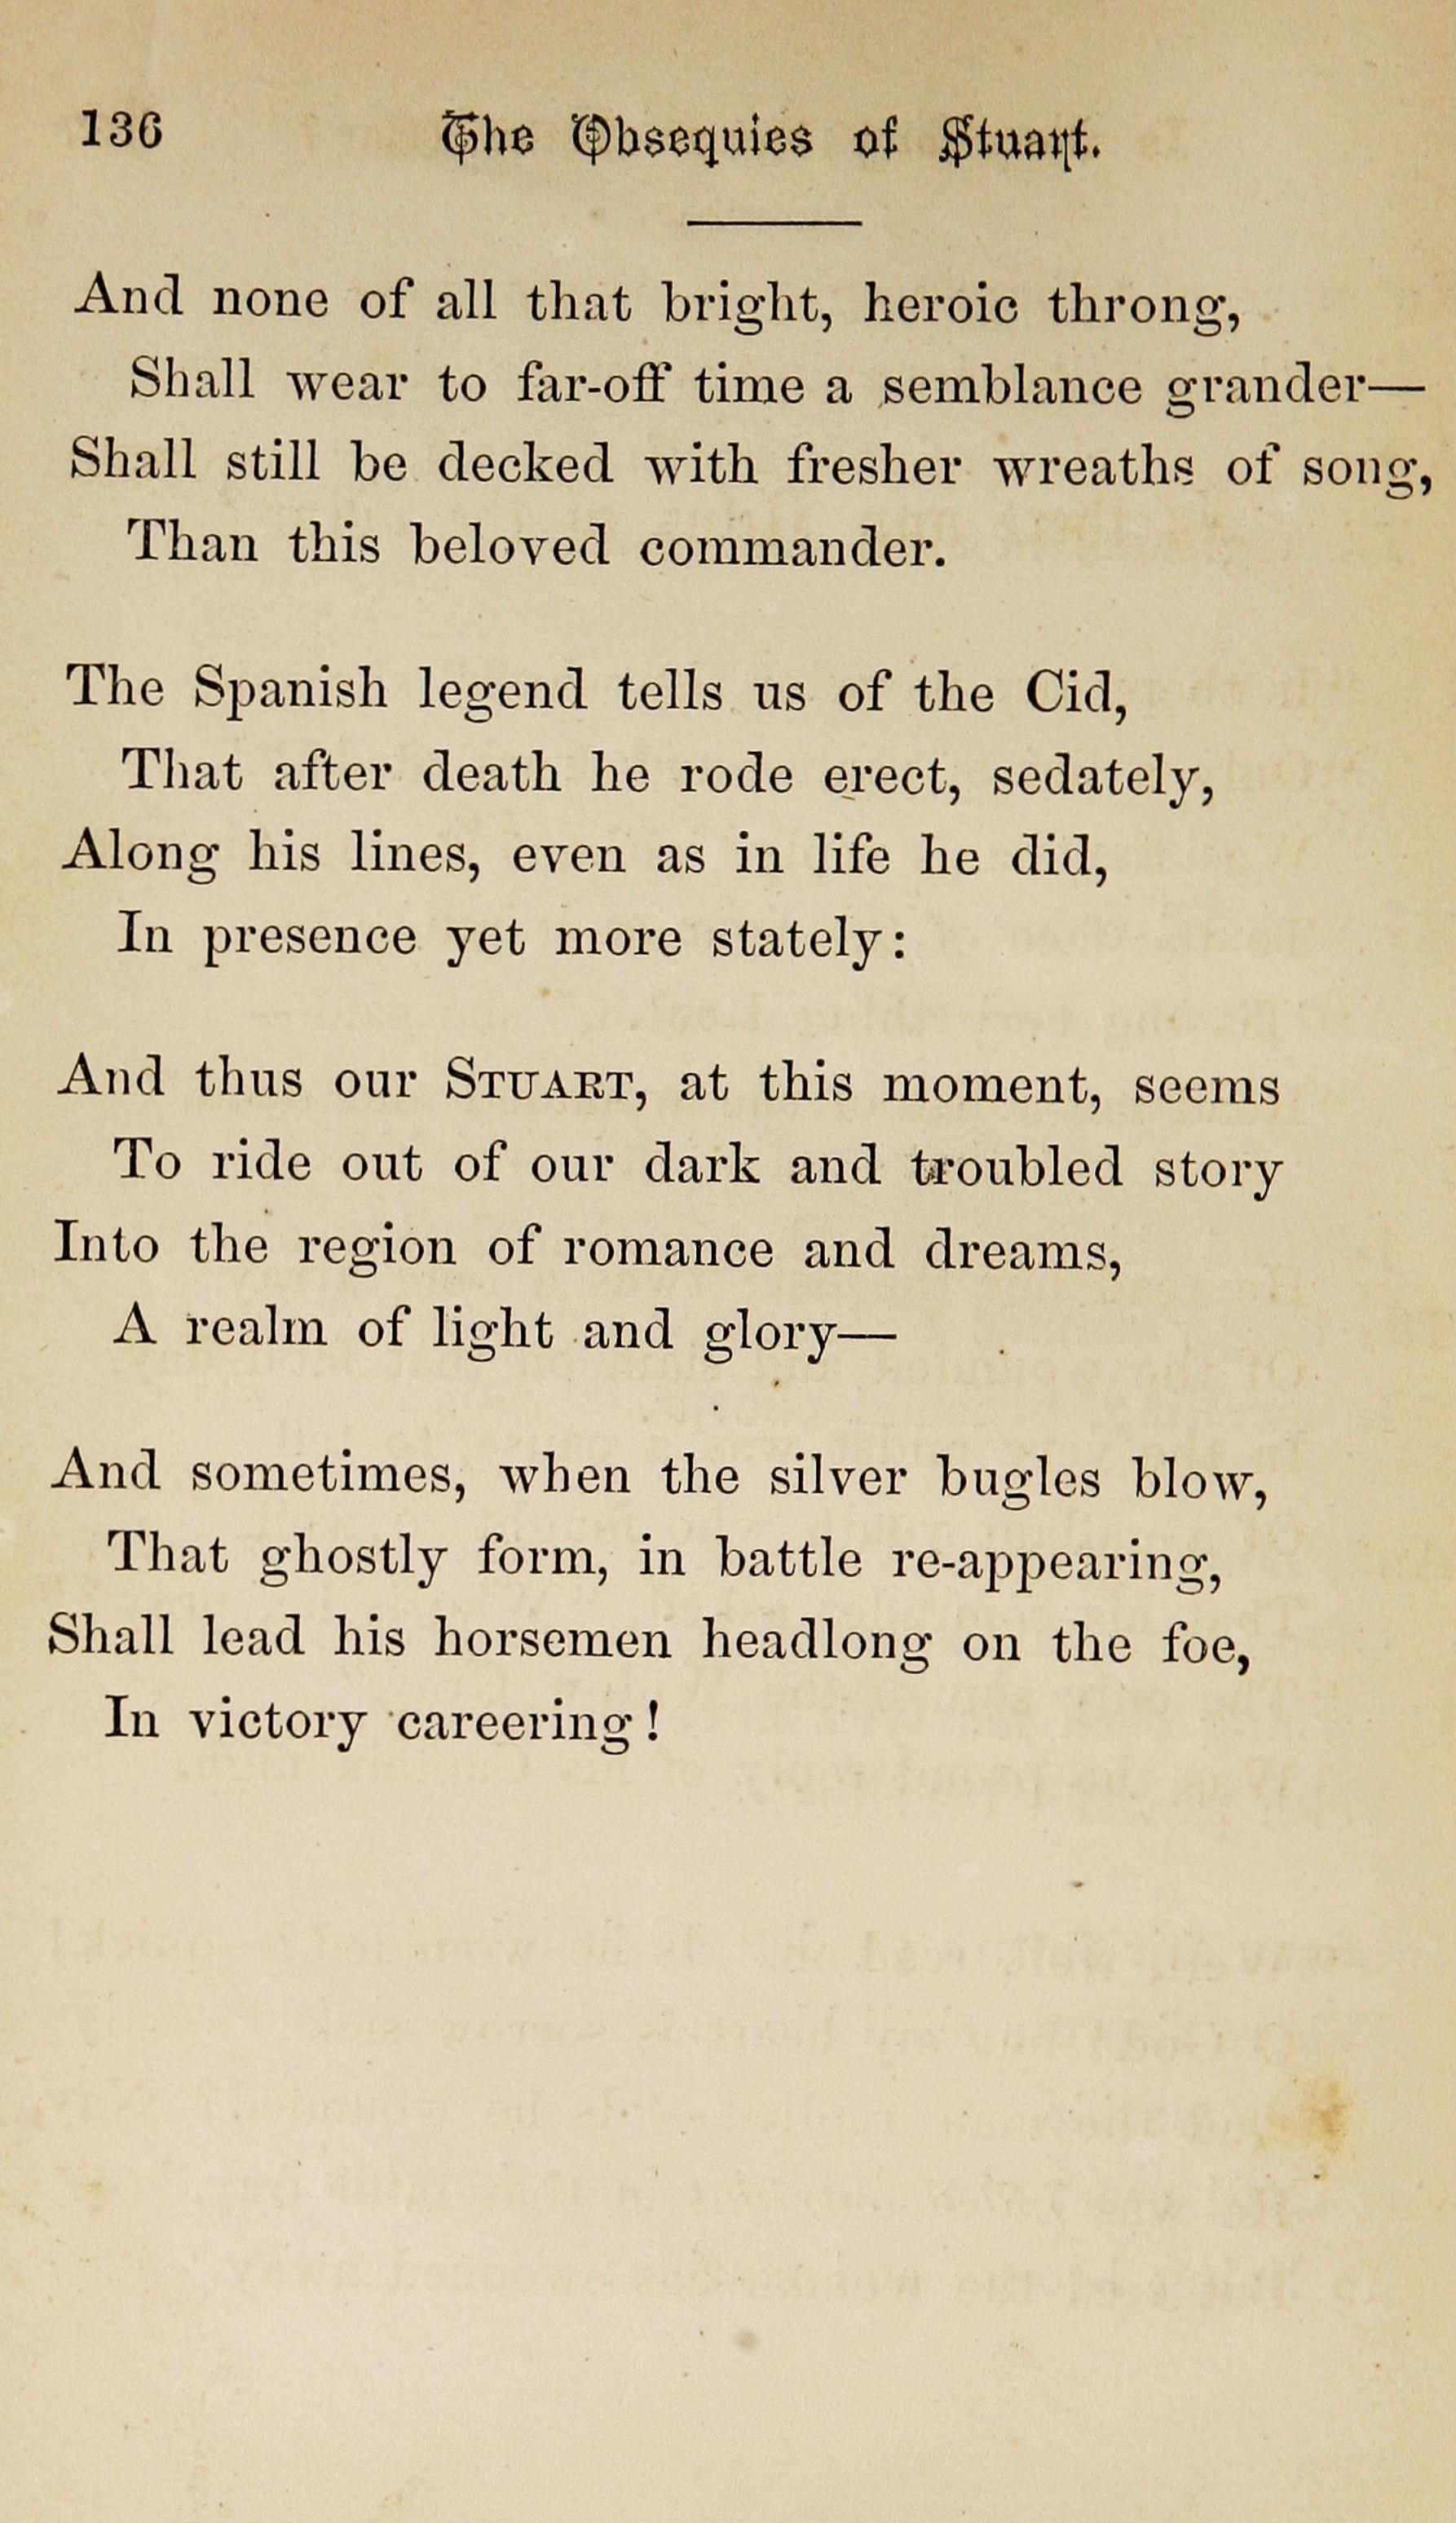 136 The Obsequies of Stuart.
And none of all that bright, heroic throng,
Shall wear to far-off time a semblance grander—
Shall still be decked with fresher wreaths of song,
Than this beloved commander.
The Spanish legend tells us of the Cid,
That after death he rode erect, sedately,
Along his lines, even as in life he did,
In presence yet more stately:
And thus our STUART, at this moment, seems
To ride out of our dark and troubled story
Into the region of romance and dreams,
A realm of light and glory—
And sometimes, when the silver bugles blow,
That ghostly form, in battle re-appearing,
Shall lead his horsemen headlong on the foe,
In victory careering!